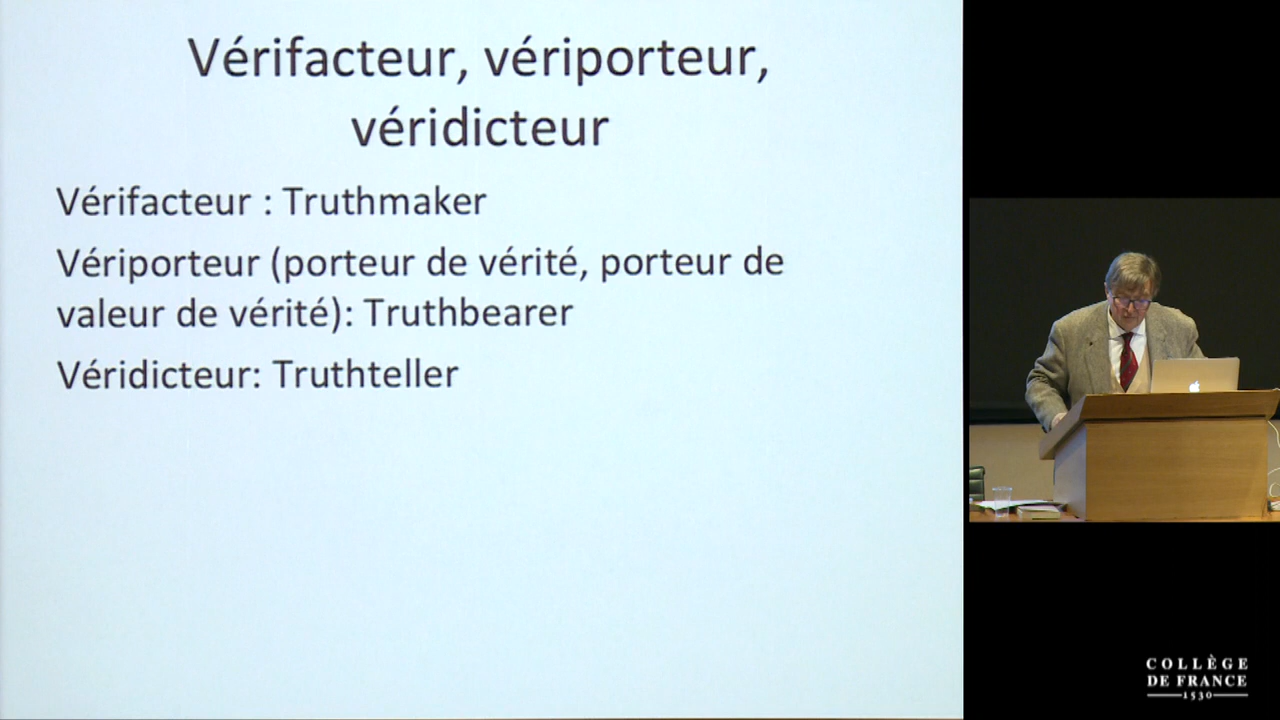 Vérifacteur, vériporteur,
véridicteur
Vérifacteur : Truthmaker
Vériporteur (porteur de vérité, porteur de
valeur de vérité): Truthbearer
Véridicteur: Truthteller
COLLÈGE
DE FRANCE
1530